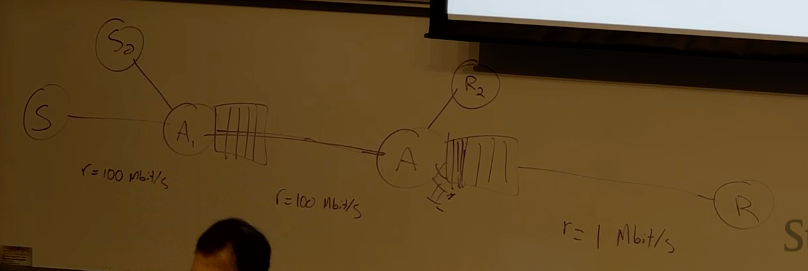 S₂
S
A₁
R₂
A
R
r=100 Mbit/s
r=100 Mbit/s
r= 1 Mbit/s